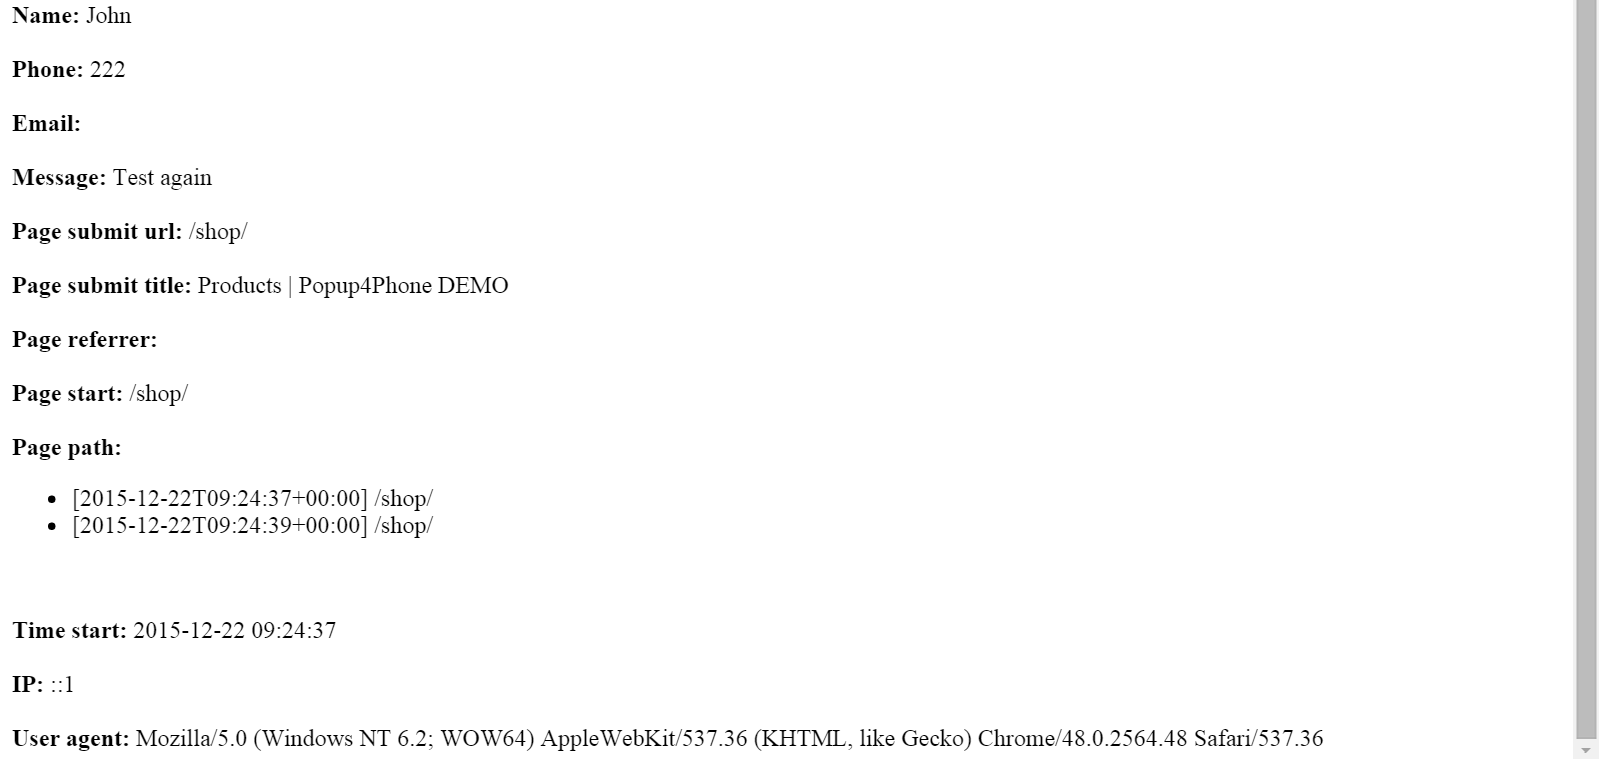 Name: John
Phone: 222
Email:
Message: Test again
Page submit url: /shop/
Page submit title: Products | Popup4Phone DEMO
Page referrer:
Page start: /shop/
Page path:
[2015-12-22T09:24:37+00:00] /shop/
[2015-12-22T09:24:39+00:00] /shop/
Time start: 2015-12-22 09:24:37
IP: ::1
User agent: Mozilla/5.0 (Windows NT 6.2; WOW64) AppleWebKit/537.36 (KHTML, like Gecko) Chrome/48.0.2564.48 Safari/537.36